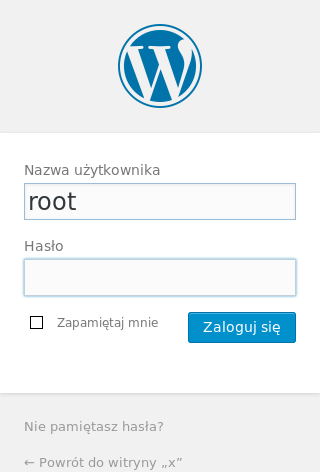 Nazwa użytkownika
root
Hasło
Zapamiętaj mnie
Zaloguj się
Nie pamiętasz hasła?
← Powrót do witryny „x”